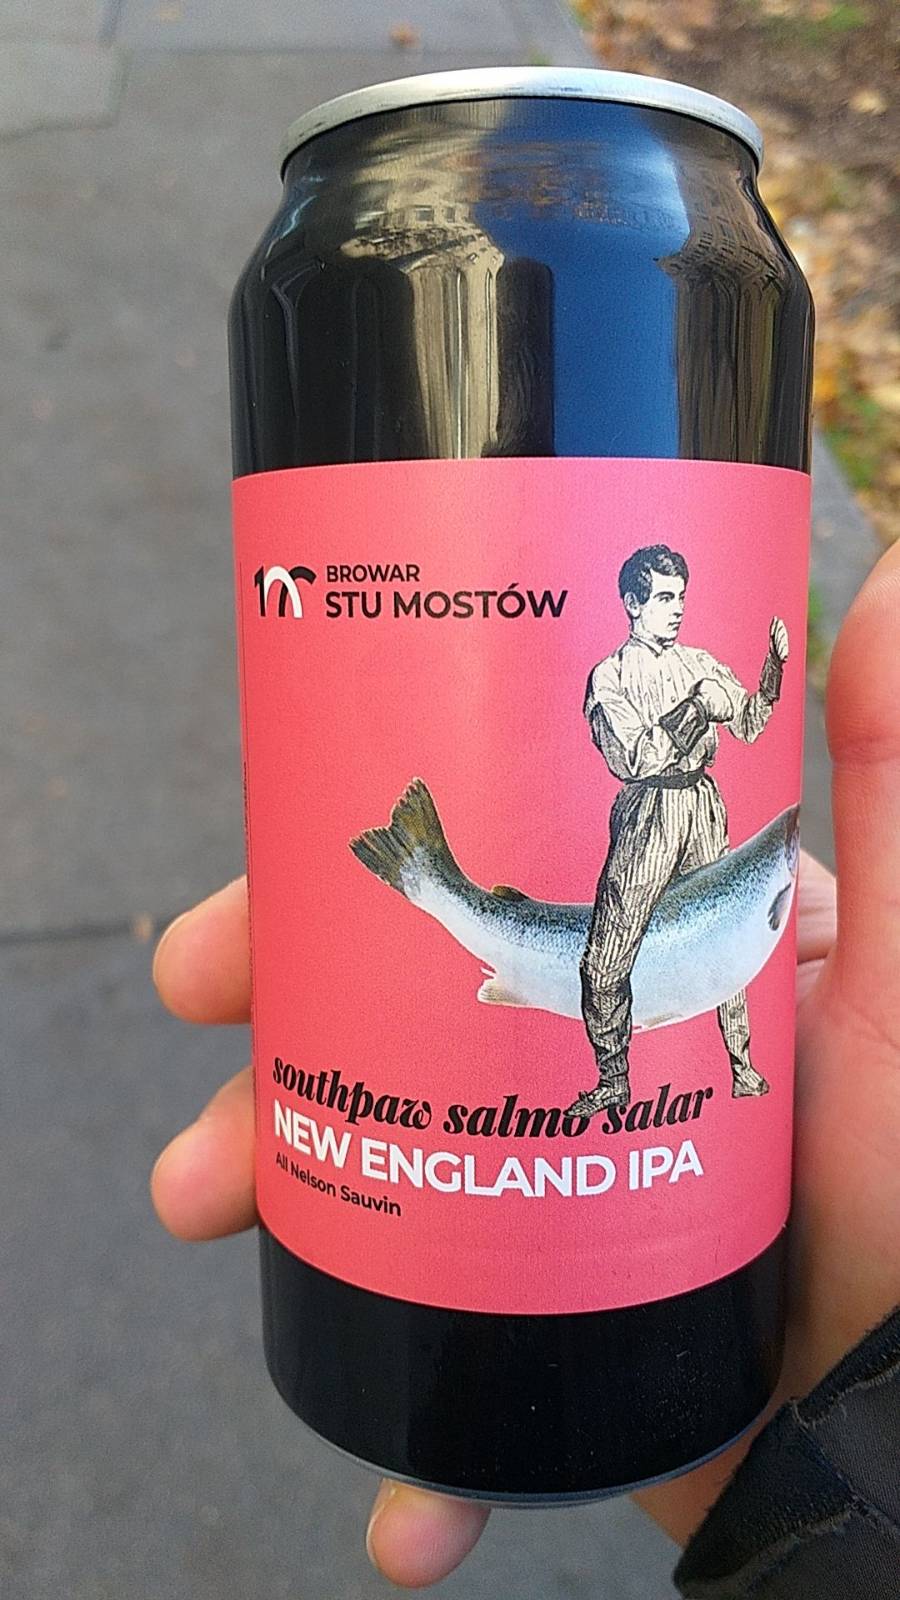 BROWAR
STU MOSTÓW
southpaw salmo salar
NEW ENGLAND IPA
All Nelson Sauvin